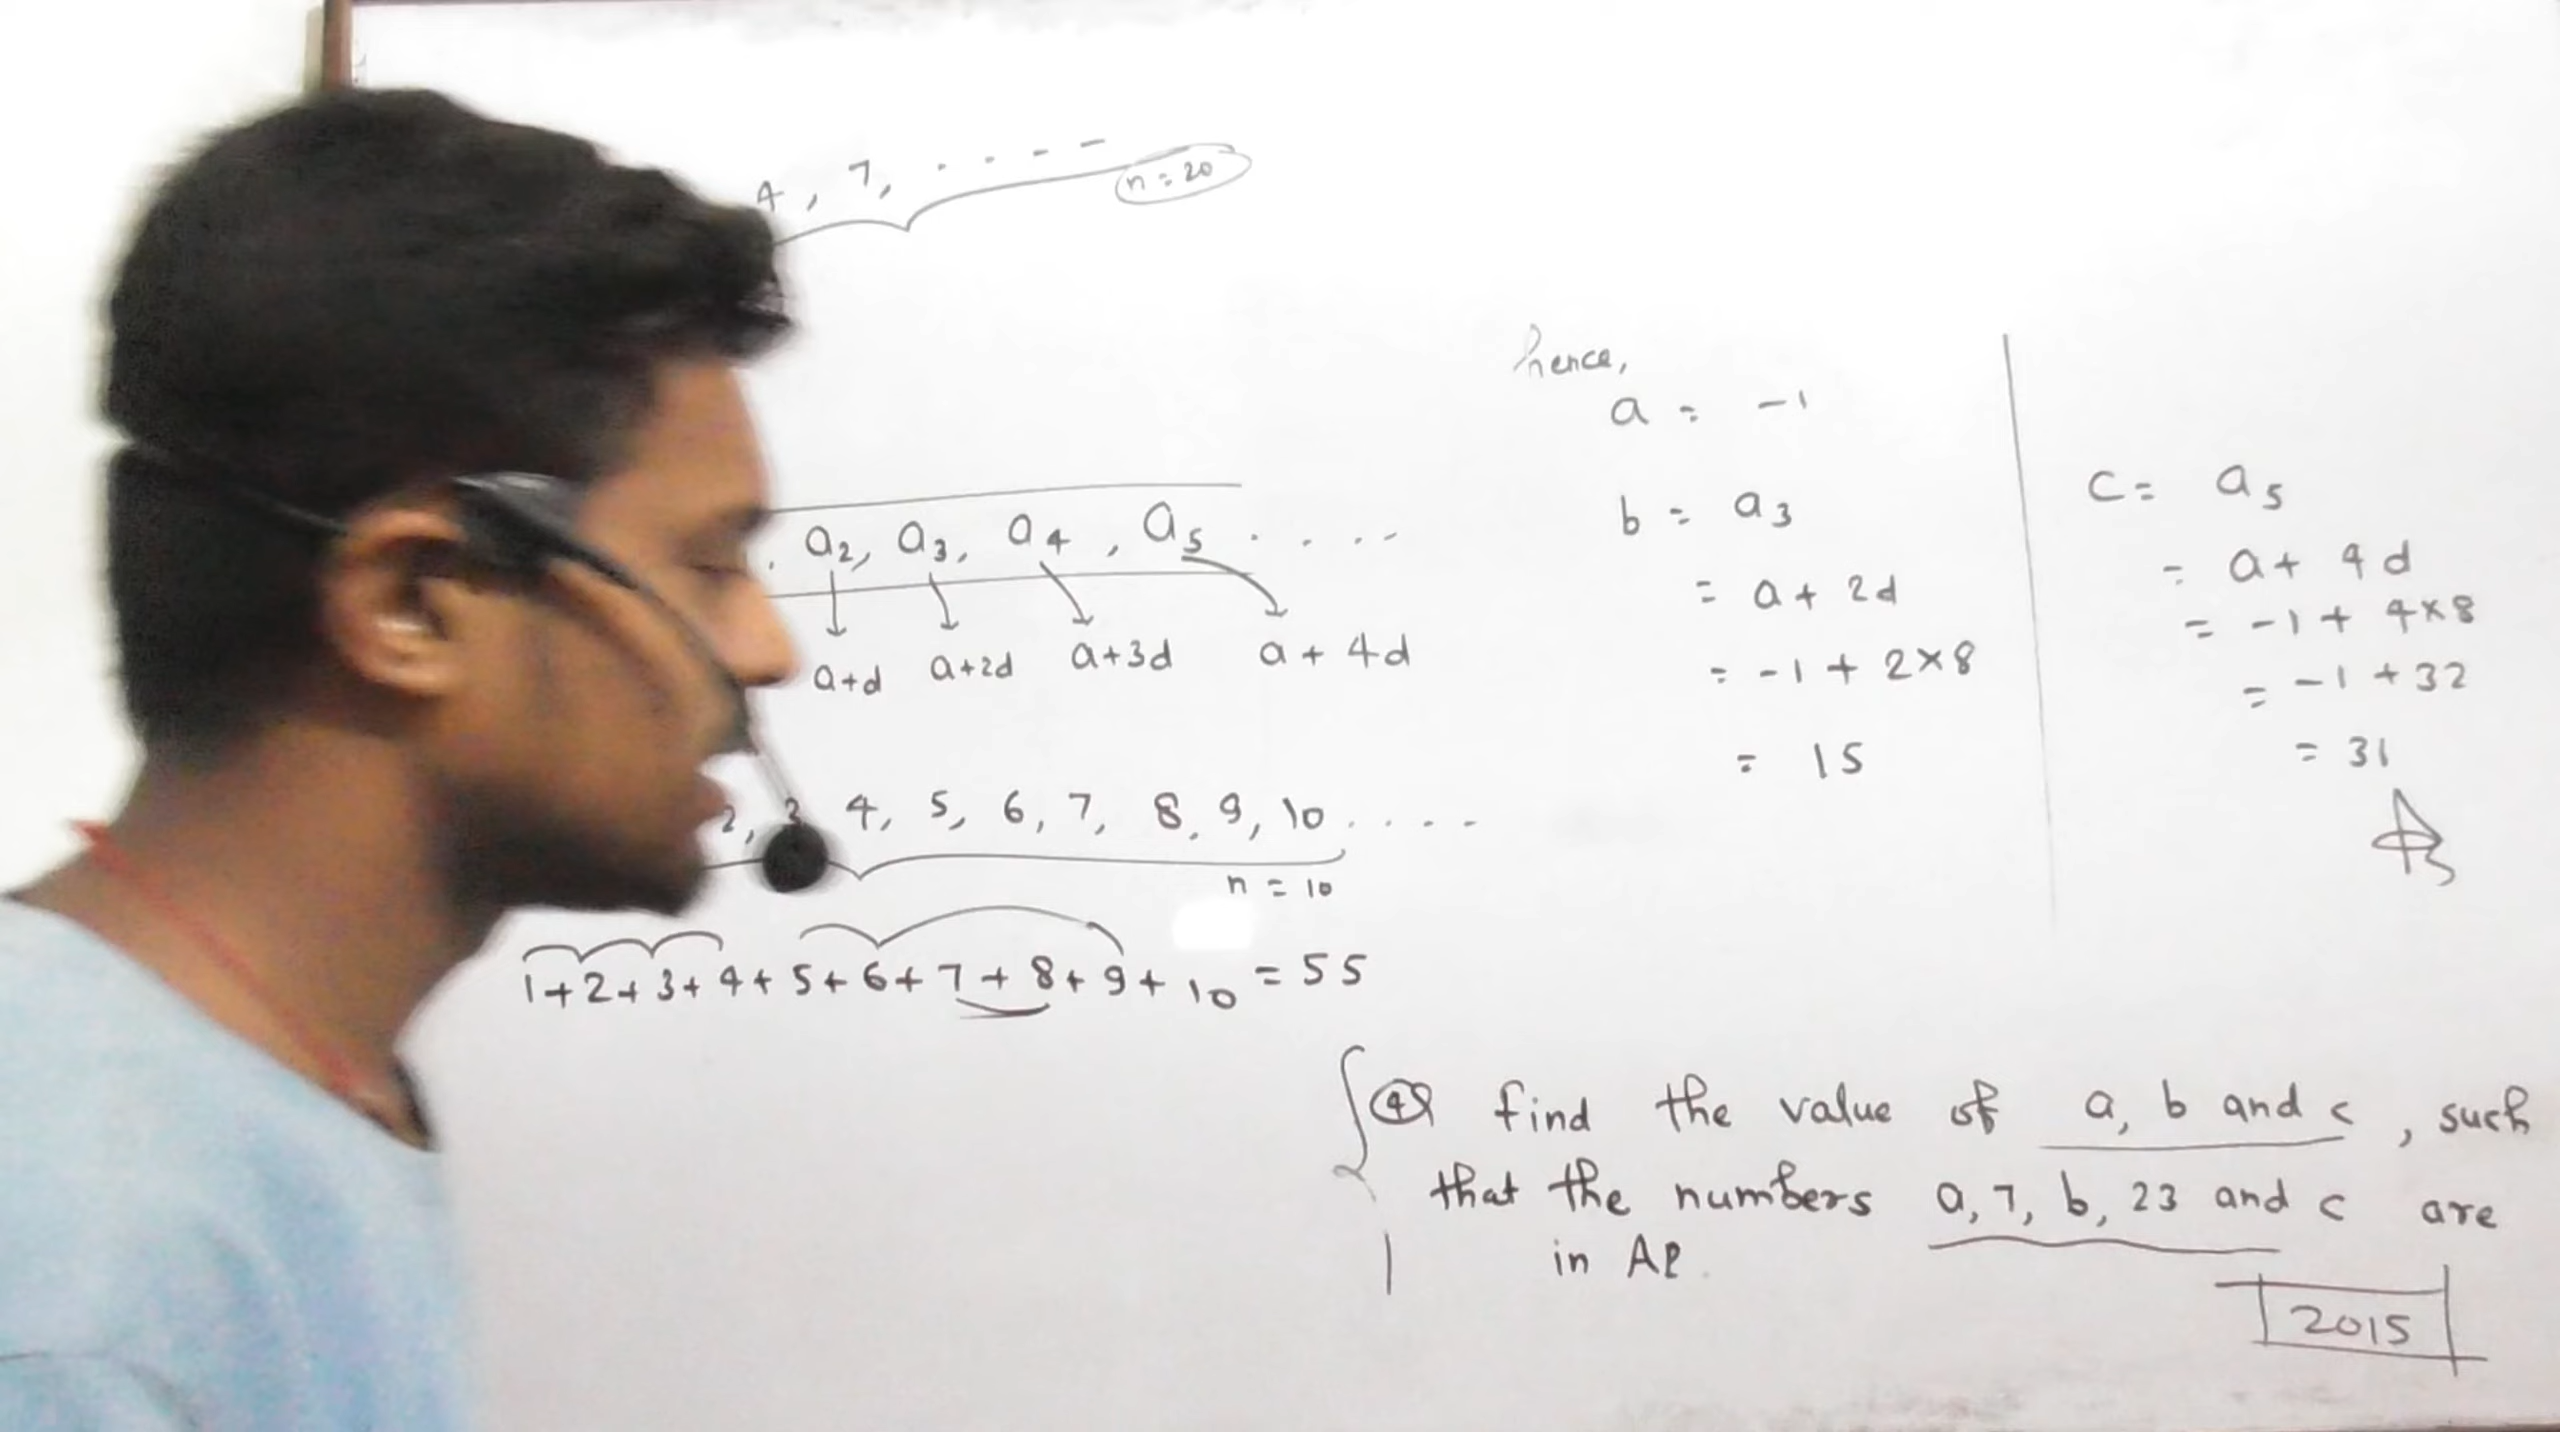 4, 7, . . - -
n = 20
a2, a3, a4, a5 . . . .
a+d a+2d a+3d a + 4d
2, 3 4, 5, 6, 7, 8, 9, 10 . . . .
n = 10
1+2+3+4+5+6+7+8+9+10 = 55
hence,
a = -1
b = a3
= a + 2d
= -1 + 2×8
= 15
c = a5
= a + 4d
= -1 + 4×8
= -1 + 32
= 31
find the value of a, b and c, such
that the numbers a, 7, b, 23 and c are
in AP
2015